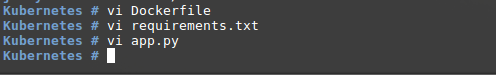 Kubernetes # vi Dockerfile
Kubernetes # vi requirements.txt
Kubernetes # vi app.py
Kubernetes #